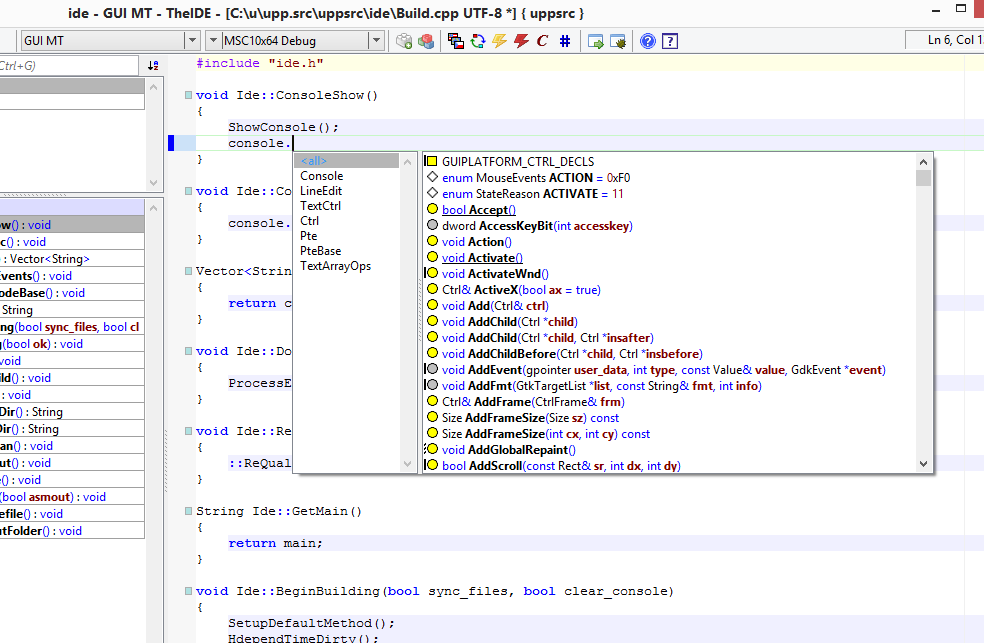 ide - GUI MT - TheIDE - [C:\u\upp.src\uppsrc\ide\Build.cpp UTF-8 *] { uppsrc }
GUI MT
MSC10x64 Debug
Ln 6, Col 1
Ctrl+G)
ow() : void
c() : void
) : Vector<String>
Events() : void
odeBase() : void
String
ng(bool sync_files, bool cl
g(bool ok) : void
void
ild() : void
: void
Dir() : String
Dir() : String
an() : void
ut() : void
e() : void
(bool asmout) : void
efile() : void
utFolder() : void
#include "ide.h"
void Ide::ConsoleShow()
{
ShowConsole();
console.
}
void Ide::Co
{
console.
}
Vector<Strin
{
return c
}
void Ide::Do
{
ProcessE
}
void Ide::Re
{
::ReQual
}
String Ide::GetMain()
{
return main;
}
void Ide::BeginBuilding(bool sync_files, bool clear_console)
{
SetupDefaultMethod();
HdependTimeDirty();
<all>
Console
LineEdit
TextCtrl
Ctrl
Pte
PteBase
TextArrayOps
GUIPLATFORM_CTRL_DECLS
enum MouseEvents ACTION = 0xF0
enum StateReason ACTIVATE = 11
bool Accept()
dword AccessKeyBit(int accesskey)
void Action()
void Activate()
void ActivateWnd()
Ctrl& ActiveX(bool ax = true)
void Add(Ctrl& ctrl)
void AddChild(Ctrl *child)
void AddChild(Ctrl *child, Ctrl *insafter)
void AddChildBefore(Ctrl *child, Ctrl *insbefore)
void AddEvent(gpointer user_data, int type, const Value& value, GdkEvent *event)
void AddFmt(GtkTargetList *list, const String& fmt, int info)
Ctrl& AddFrame(CtrlFrame& frm)
Size AddFrameSize(Size sz) const
Size AddFrameSize(int cx, int cy) const
void AddGlobalRepaint()
bool AddScroll(const Rect& sr, int dx, int dy)